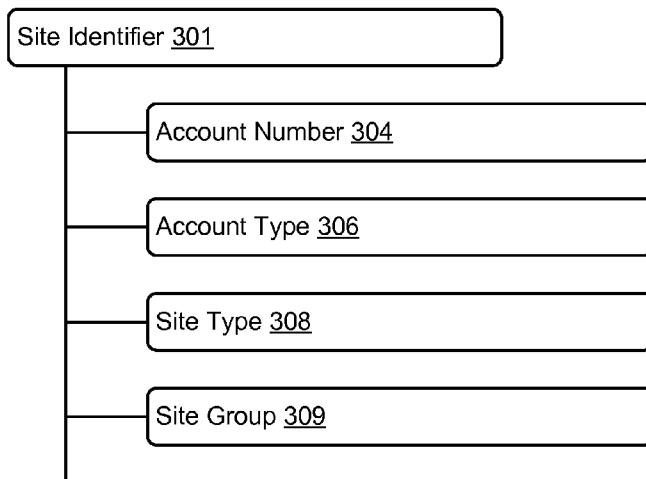 Site Identifier 301
Account Number 304
Account Type 306
Site Type 308
Site Group 309